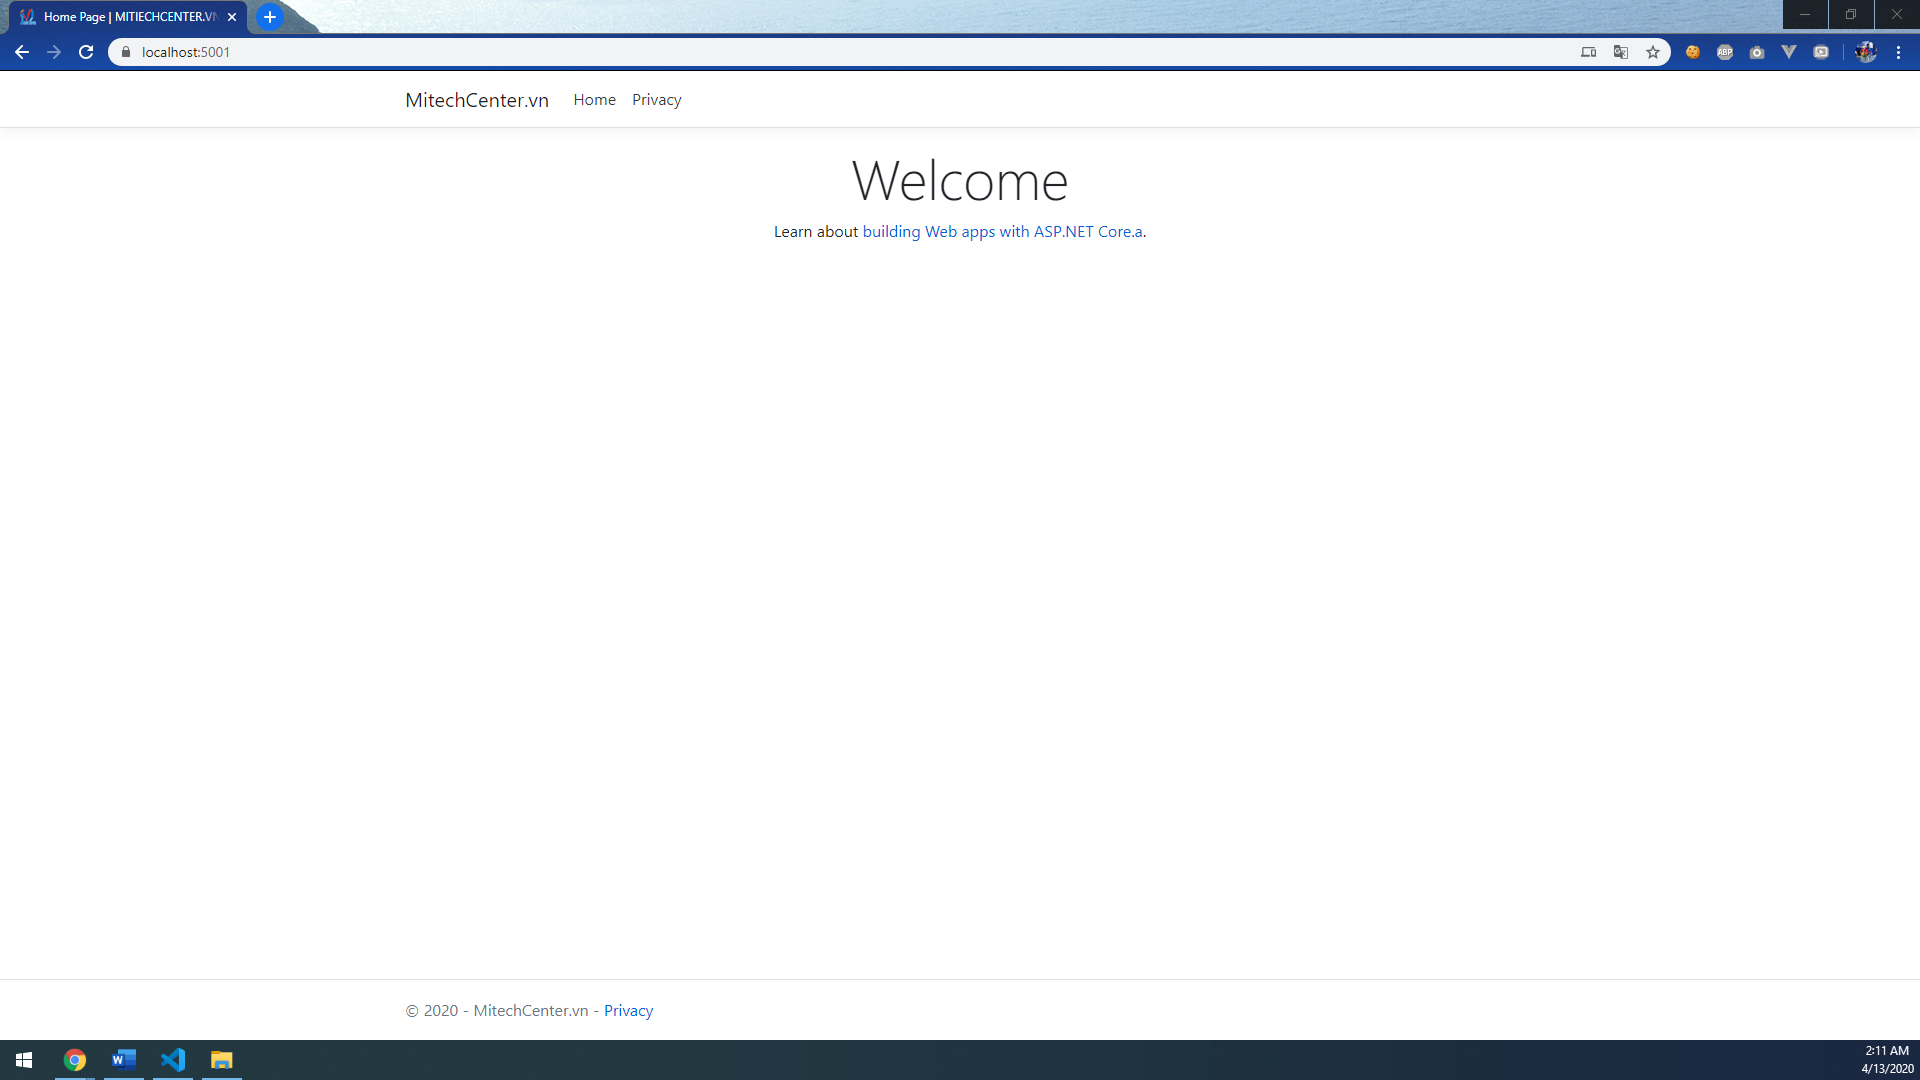 Home Page | MITIECHCENTER.VN
localhost:5001
ABP
MitechCenter.vn Home Privacy
Welcome
Learn about building Web apps with ASP.NET Core.a.
© 2020 - MitechCenter.vn - Privacy
W
2:11 AM
4/13/2020